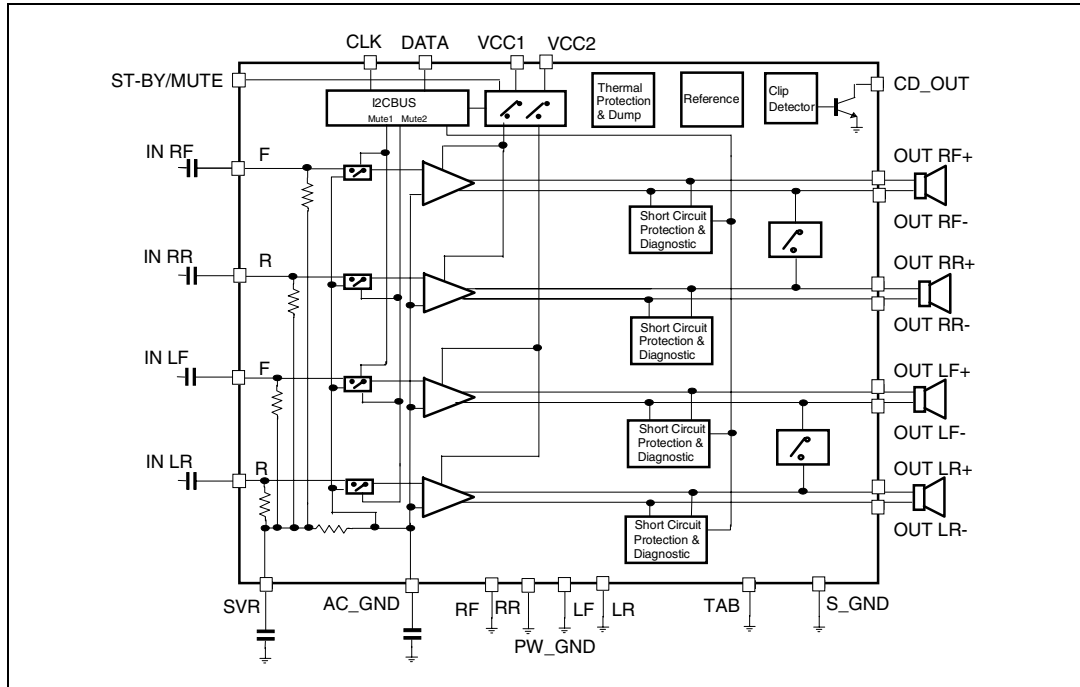 CLK
DATA
VCC1
VCC2
ST-BY/MUTE
I2CBUS
Mute1 Mute2
Thermal
Protection
& Dump
Reference
Clip
Detector
CD_OUT
IN RF
F
OUT RF+
Short Circuit
Protection &
Diagnostic
OUT RF-
IN RR
R
OUT RR+
Short Circuit
Protection &
Diagnostic
OUT RR-
IN LF
F
OUT LF+
Short Circuit
Protection &
Diagnostic
OUT LF-
IN LR
R
OUT LR+
Short Circuit
Protection &
Diagnostic
OUT LR-
SVR
AC_GND
RF
RR
LF
LR
PW_GND
TAB
S_GND